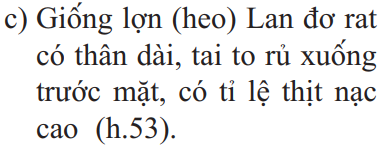 c) Giống lợn (heo) Lan đơ rat
có thân dài, tai to rủ xuống
trước mặt, có tỉ lệ thịt nạc
cao (h.53).